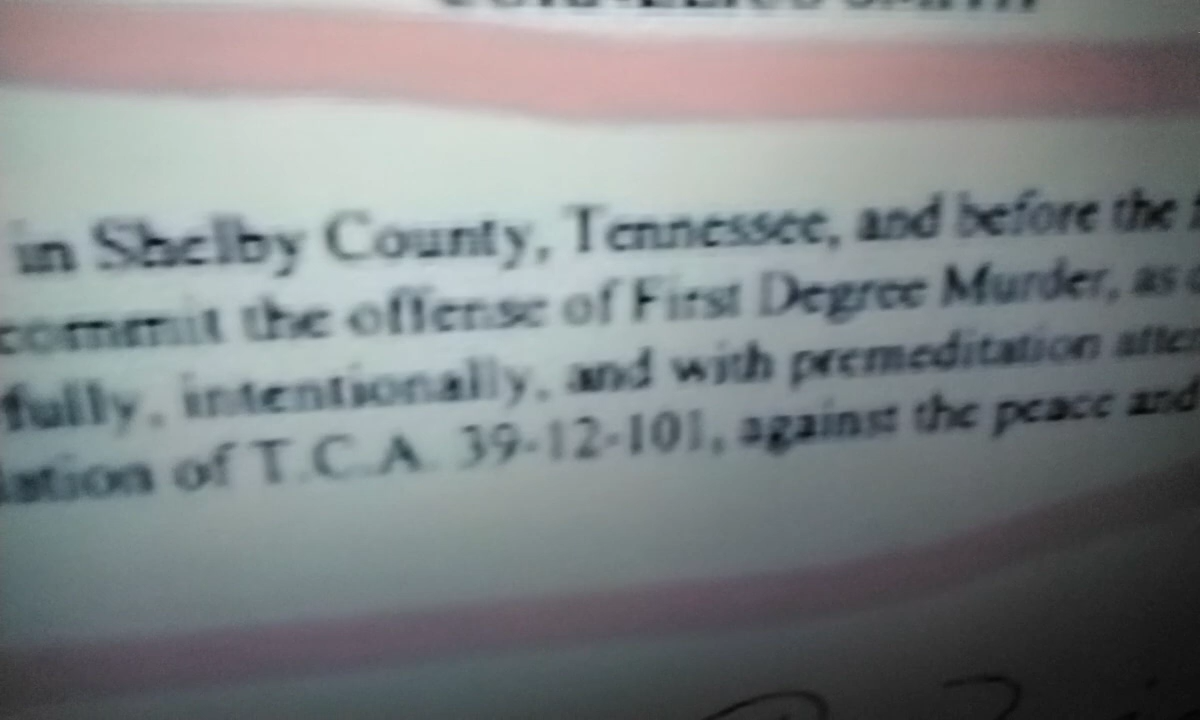 in Shelby County, Tennessee, and before the
commit the offense of First Degree Murder, as
fully, intentionally, and with premeditation
lation of T.C.A. 39-12-101, against the peace and